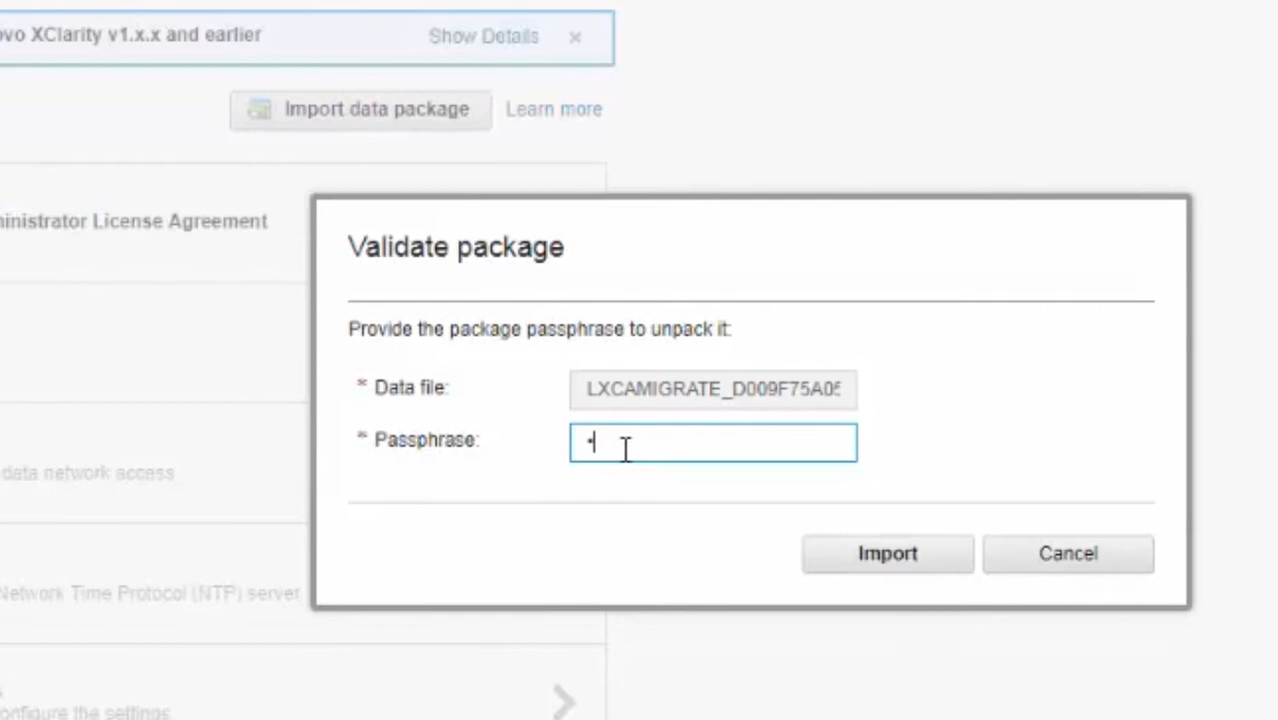 ovo XClarity v1.x.x and earlier Show Details ×
Import data package Learn more
ministrator License Agreement
Validate package
Provide the package passphrase to unpack it:
* Data file: LXCAMIGRATE_D009F75A05
* Passphrase: •
data network access
Import Cancel
Network Time Protocol (NTP) server
onfigure the settings.